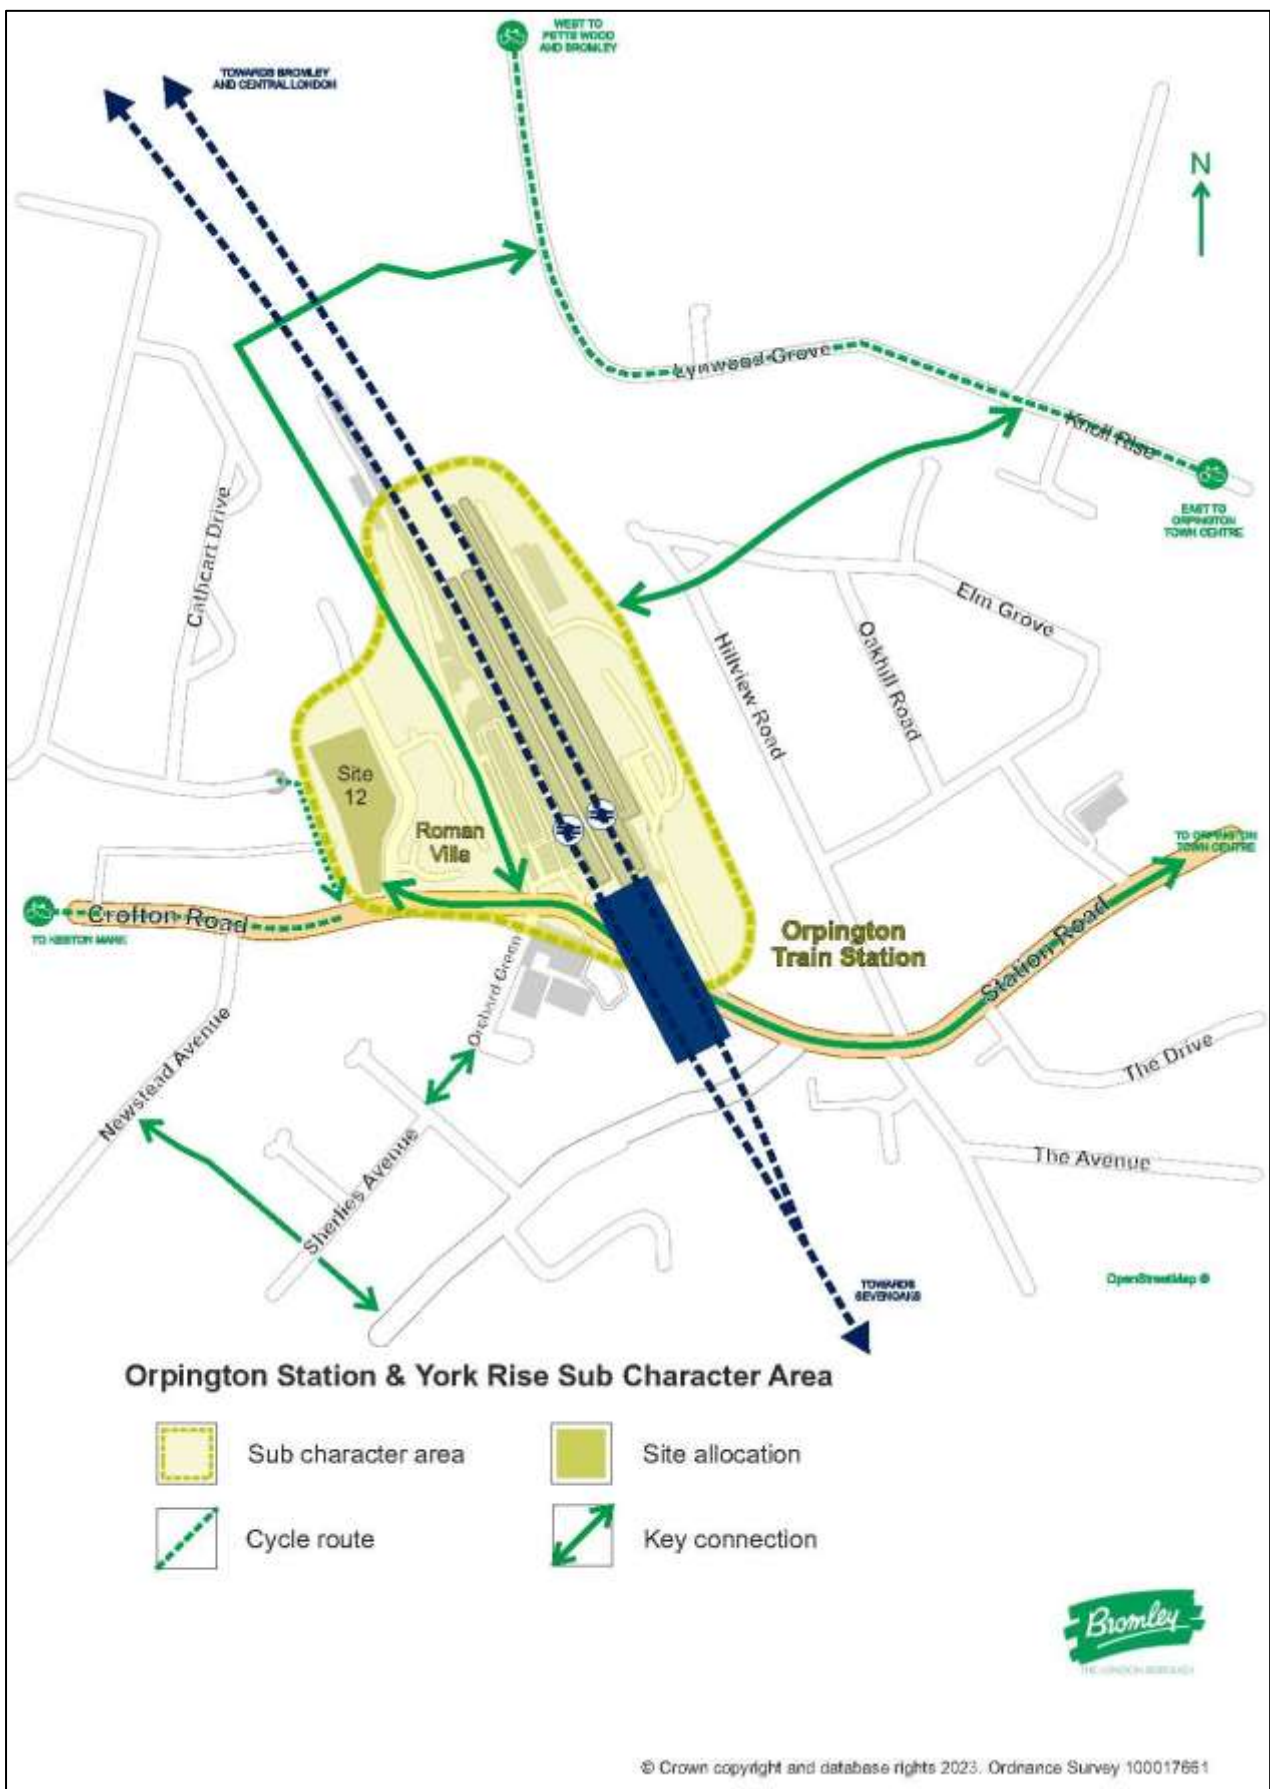 WEST TO
PETTS WOOD
AND BROMLEY
TOWARDS BROMLEY
AND CENTRAL LONDON
N
Lynwood Grove
Knoll Rise
EAST TO
ORPINGTON
TOWN CENTRE
Cathcart Drive
Elm Grove
Oakhill Road
Hillview Road
Site
12
Roman
Villa
TO ORPINGTON
TOWN CENTRE
Crofton Road
TO KESTON MARK
Orpington
Train Station
Station Road
Orchard Green
Newstead Avenue
The Drive
Sherlies Avenue
The Avenue
TOWARDS
SEVENOAKS
OpenStreetMap ©
Orpington Station & York Rise Sub Character Area
Sub character area
Site allocation
Cycle route
Key connection
Bromley
THE LONDON BOROUGH
© Crown copyright and database rights 2023. Ordnance Survey 100017661